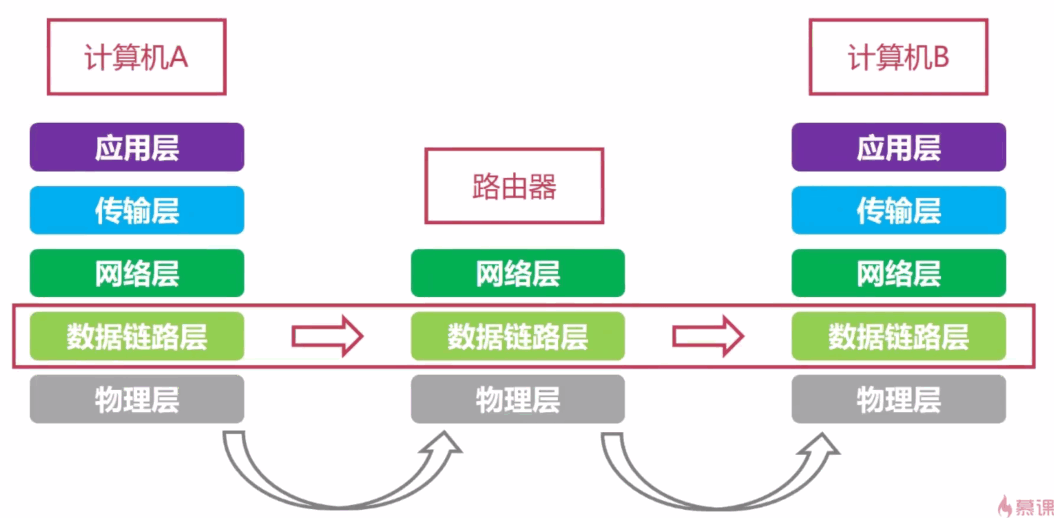 计算机A
计算机B
应用层
应用层
路由器
传输层
传输层
网络层
网络层
网络层
数据链路层
数据链路层
数据链路层
物理层
物理层
物理层
慕课